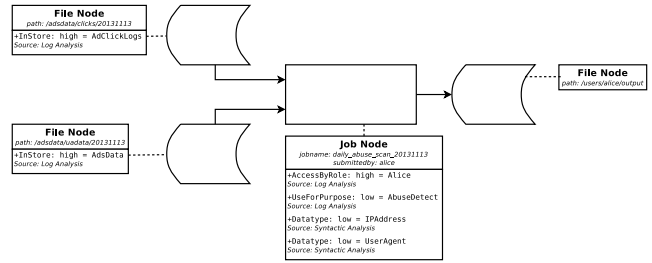 File Node
path: /adsdata/clicks/20131113
+InStore: high = AdClickLogs
Source: Log Analysis
File Node
path: /users/alice/output
File Node
path: /adsdata/uadata/20131113
+InStore: high = AdsData
Source: Log Analysis
Job Node
jobname: daily_abuse_scan_20131113
submittedby: alice
+AccessByRole: high = Alice
Source: Log Analysis
+UseForPurpose: low = AbuseDetect
Source: Log Analysis
+Datatype: low = IPAddress
Source: Syntactic Analysis
+Datatype: low = UserAgent
Source: Syntactic Analysis